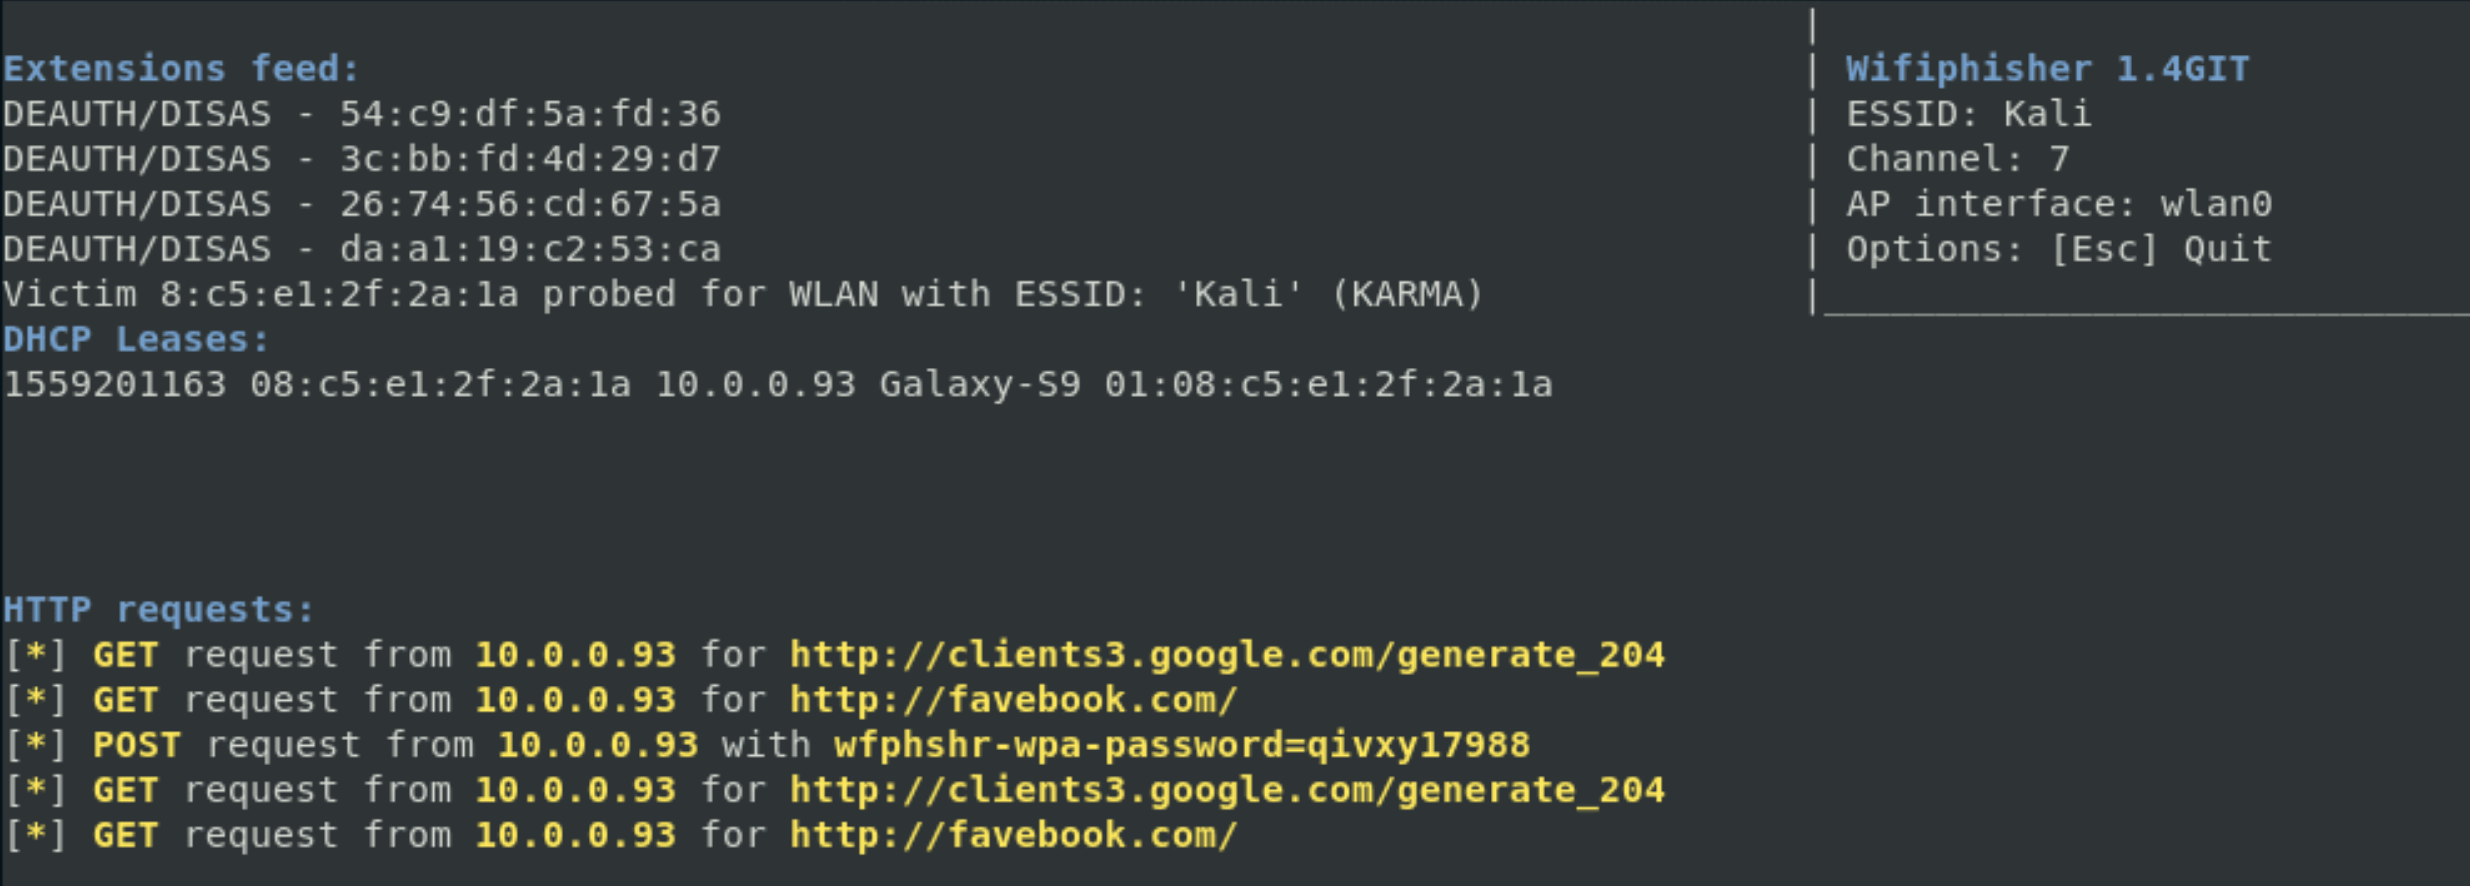 Extensions feed:
DEAUTH/DISAS - 54:c9:df:5a:fd:36
DEAUTH/DISAS - 3c:bb:fd:4d:29:d7
DEAUTH/DISAS - 26:74:56:cd:67:5a
DEAUTH/DISAS - da:a1:19:c2:53:ca
Victim 8:c5:e1:2f:2a:1a probed for WLAN with ESSID: 'Kali' (KARMA)
DHCP Leases:
1559201163 08:c5:e1:2f:2a:1a 10.0.0.93 Galaxy-S9 01:08:c5:e1:2f:2a:1a
Wifiphisher 1.4GIT
ESSID: Kali
Channel: 7
AP interface: wlan0
Options: [Esc] Quit
HTTP requests:
[*] GET request from 10.0.0.93 for http://clients3.google.com/generate_204
[*] GET request from 10.0.0.93 for http://favebook.com/
[*] POST request from 10.0.0.93 with wfphshr-wpa-password=qivxy17988
[*] GET request from 10.0.0.93 for http://clients3.google.com/generate_204
[*] GET request from 10.0.0.93 for http://favebook.com/